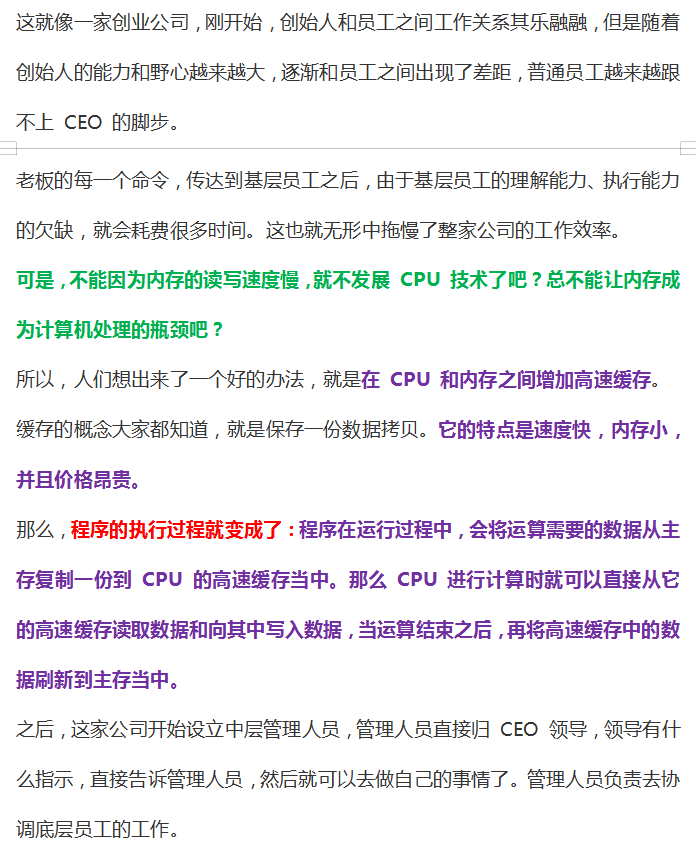 这就像一家创业公司，刚开始，创始人和员工之间工作关系其乐融融，但是随着
创始人的能力和野心越来越大，逐渐和员工之间出现了差距，普通员工越来越跟
不上 CEO 的脚步。
老板的每一个命令，传达到基层员工之后，由于基层员工的理解能力、执行能力
的欠缺，就会耗费很多时间。这也就无形中拖慢了整家公司的工作效率。
可是，不能因为内存的读写速度慢，就不发展 CPU 技术了吧？总不能让内存成
为计算机处理的瓶颈吧？
所以，人们想出来了一个好的办法，就是在 CPU 和内存之间增加高速缓存。
缓存的概念大家都知道，就是保存一份数据拷贝。它的特点是速度快，内存小，
并且价格昂贵。
那么，程序的执行过程就变成了：程序在运行过程中，会将运算需要的数据从主
存复制一份到 CPU 的高速缓存当中。那么 CPU 进行计算时就可以直接从它
的高速缓存读取数据和向其中写入数据，当运算结束之后，再将高速缓存中的数
据刷新到主存当中。
之后，这家公司开始设立中层管理人员，管理人员直接归 CEO 领导，领导有什
么指示，直接告诉管理人员，然后就可以去做自己的事情了。管理人员负责去协
调底层员工的工作。